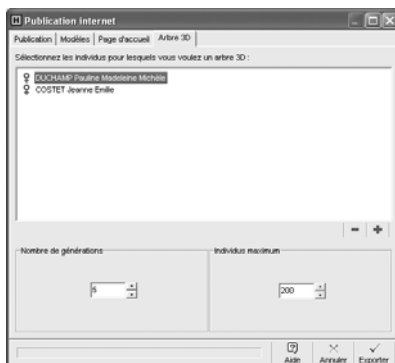 Publication internet
Publication Modèles Page d'accueil Arbre 3D
Sélectionnez les individus pour lesquels vous voulez un arbre 3D :
DUCHAMP Pauline Madeleine Michèle
COSTET Jeanne Emilie
Nombre de générations Individus maximum
5 200
Aide Annuler Exporter